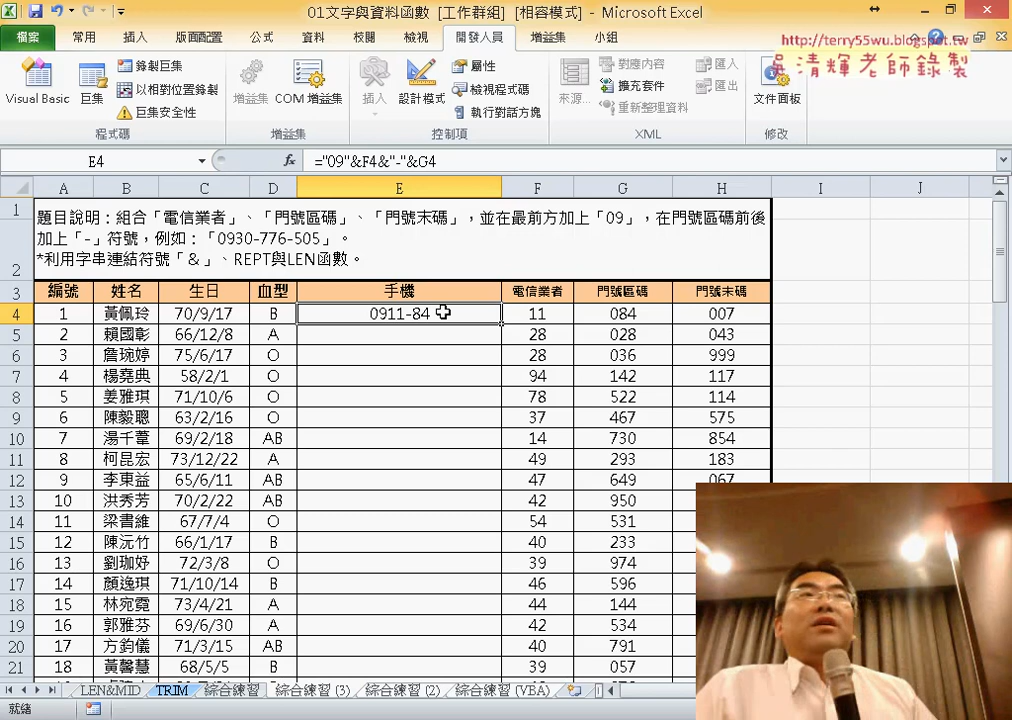 01文字與資料函數 [工作群組] [相容模式] - Microsoft Excel
檔案 常用 插入 版面配置 公式 資料 校閱 檢視 開發人員 增益集 小組
http://terry55wu.blogspot.tw
吳清輝老師錄製
Visual Basic 巨集 錄製巨集 以相對位置錄製 巨集安全性
增益集 COM 增益集
插入 設計模式 屬性 檢視程式碼 執行對話方塊
來源... 對應內容 擴充套件 重新整理資料 匯入 匯出
文件面板
程式碼 增益集 控制項 XML 修改
E4 fx ="09"&F4&"-"&G4
A B C D E F G H I J
1 題目說明：組合「電信業者」、「門號區碼」、「門號末碼」，並在最前方加上「09」，在門號區碼前後
加上「-」符號，例如：「0930-776-505」。
2 *利用字串連結符號「&」、REPT與LEN函數。
3 編號 姓名 生日 血型 手機 電信業者 門號區碼 門號末碼
4 1 黃佩玲 70/9/17 B 0911-84 11 084 007
5 2 賴國彰 66/12/8 A 28 028 043
6 3 詹琬婷 75/6/17 O 28 036 999
7 4 楊堯典 58/2/1 O 94 142 117
8 5 姜雅琪 71/10/6 O 78 522 114
9 6 陳毅聰 63/2/16 O 37 467 575
10 7 湯千葦 69/2/18 AB 14 730 854
11 8 柯昆宏 73/12/22 A 49 293 183
12 9 李東益 65/6/11 AB 47 649 067
13 10 洪秀芳 70/2/22 AB 42 950
14 11 梁書維 67/7/4 O 54 531
15 12 陳沅竹 66/1/17 B 40 233
16 13 劉珈妤 72/3/8 O 39 974
17 14 顏逸琪 71/10/14 B 46 596
18 15 林宛霓 73/4/21 A 44 144
19 16 郭雅芬 69/6/30 A 42 534
20 17 方鈞儀 71/3/15 AB 40 791
21 18 黃馨慧 68/5/5 B 39 057
LEN&MID TRIM 綜合練習 綜合練習 (3) 綜合練習 (2) 綜合練習 (VBA)
就緒